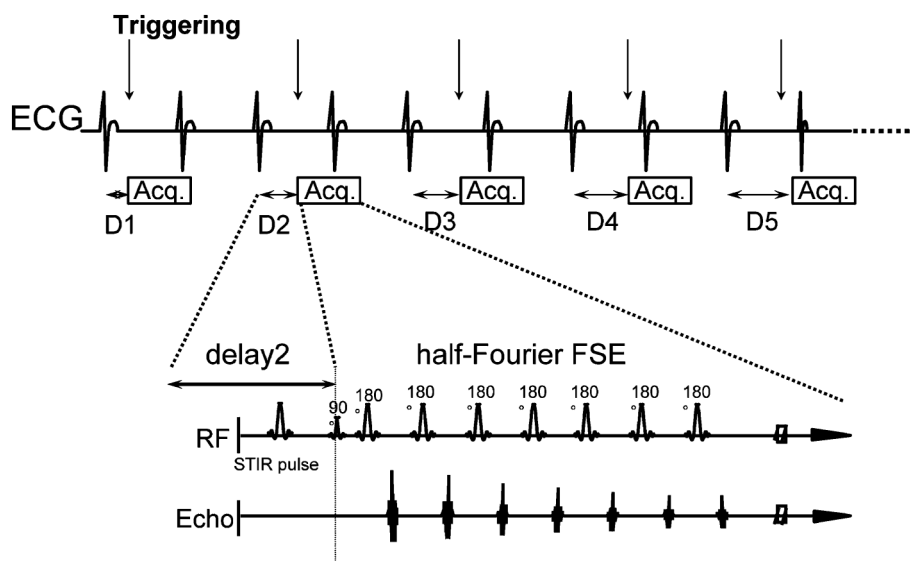 Triggering
ECG
Acq. Acq. Acq. Acq. Acq.
D1 D2 D3 D4 D5
delay2 half-Fourier FSE
°90 °180 °180 °180 °180 °180 °180 °180
RF
STIR pulse
Echo